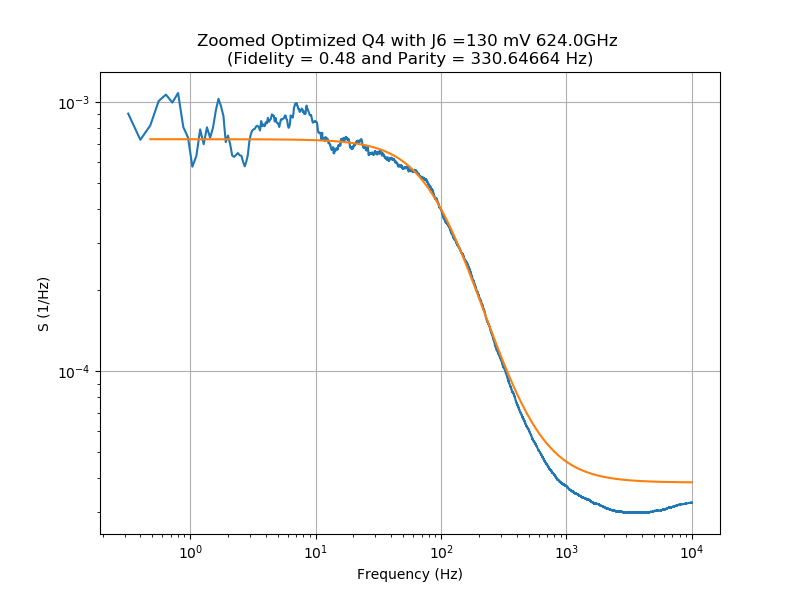 Zoomed Optimized Q4 with J6 =130 mV 624.0GHz
(Fidelity = 0.48 and Parity = 330.64664 Hz)
S (1/Hz)
10⁻³
10⁻⁴
10⁰ 10¹ 10² 10³ 10⁴
Frequency (Hz)